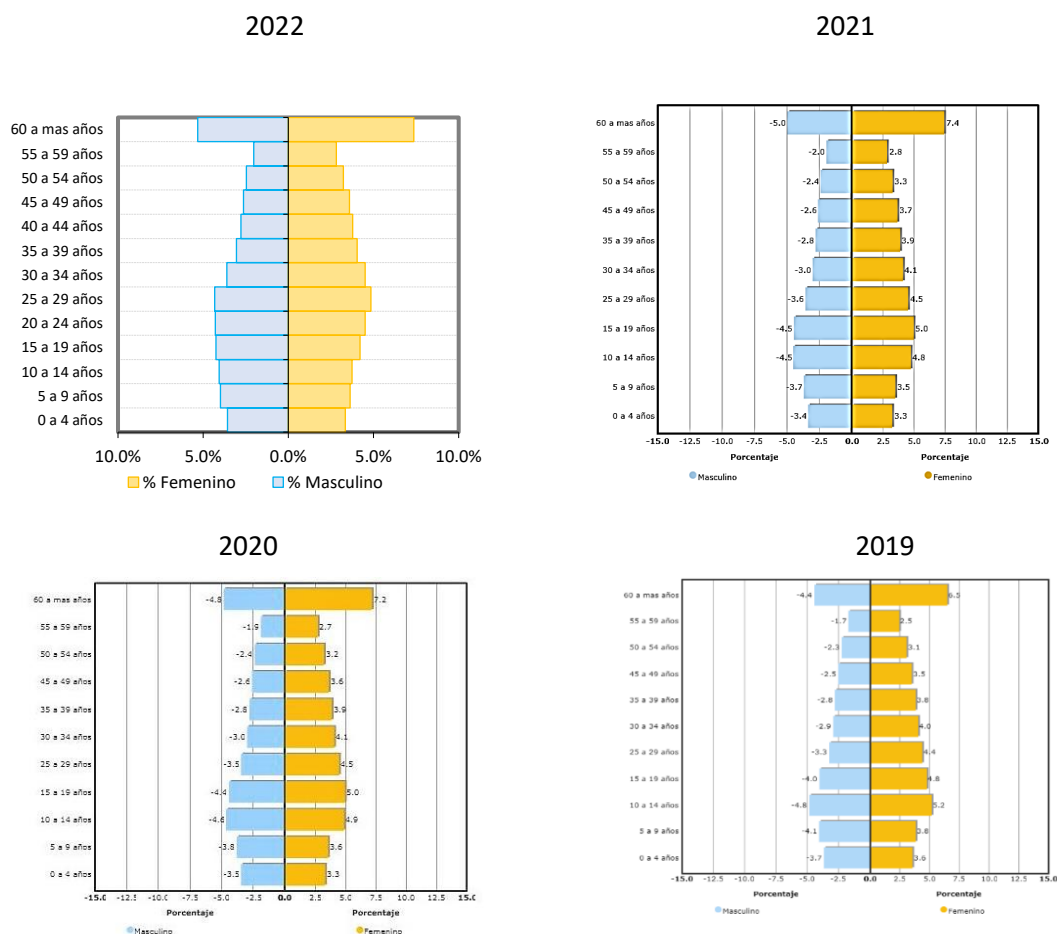 2022
60 a mas años
55 a 59 años
50 a 54 años
45 a 49 años
40 a 44 años
35 a 39 años
30 a 34 años
25 a 29 años
20 a 24 años
15 a 19 años
10 a 14 años
5 a 9 años
0 a 4 años
10.0% 5.0% 0.0% 5.0% 10.0%
% Femenino % Masculino
2021
60 a mas años -5.0 7.4
55 a 59 años -2.0 2.8
50 a 54 años -2.4 3.3
45 a 49 años -2.6 3.7
35 a 39 años -2.8 3.9
30 a 34 años -3.0 4.1
25 a 29 años -3.6 4.5
15 a 19 años -4.5 5.0
10 a 14 años -4.5 4.8
5 a 9 años -3.7 3.5
0 a 4 años -3.4 3.3
-15.0 -12.5 -10.0 -7.5 -5.0 -2.5 0.0 2.5 5.0 7.5 10.0 12.5 15.0
Porcentaje Porcentaje
Masculino Femenino
2020
60 a mas años -4.8 7.2
55 a 59 años -1.9 2.7
50 a 54 años -2.4 3.2
45 a 49 años -2.6 3.6
35 a 39 años -2.8 3.9
30 a 34 años -3.0 4.1
25 a 29 años -3.5 4.5
15 a 19 años -4.4 5.0
10 a 14 años -4.6 4.9
5 a 9 años -3.8 3.6
0 a 4 años -3.5 3.3
-15.0 -12.5 -10.0 -7.5 -5.0 -2.5 0.0 2.5 5.0 7.5 10.0 12.5 15.0
Porcentaje Porcentaje
Masculino Femenino
2019
60 a mas años -4.4 6.5
55 a 59 años -1.7 2.5
50 a 54 años -2.3 3.1
45 a 49 años -2.5 3.5
35 a 39 años -2.8 3.8
30 a 34 años -2.9 4.0
25 a 29 años -3.3 4.4
15 a 19 años -4.0 4.8
10 a 14 años -4.8 5.2
5 a 9 años -4.1 3.8
0 a 4 años -3.7 3.6
-15.0 -12.5 -10.0 -7.5 -5.0 -2.5 0.0 2.5 5.0 7.5 10.0 12.5 15.0
Porcentaje Porcentaje
Masculino Femenino